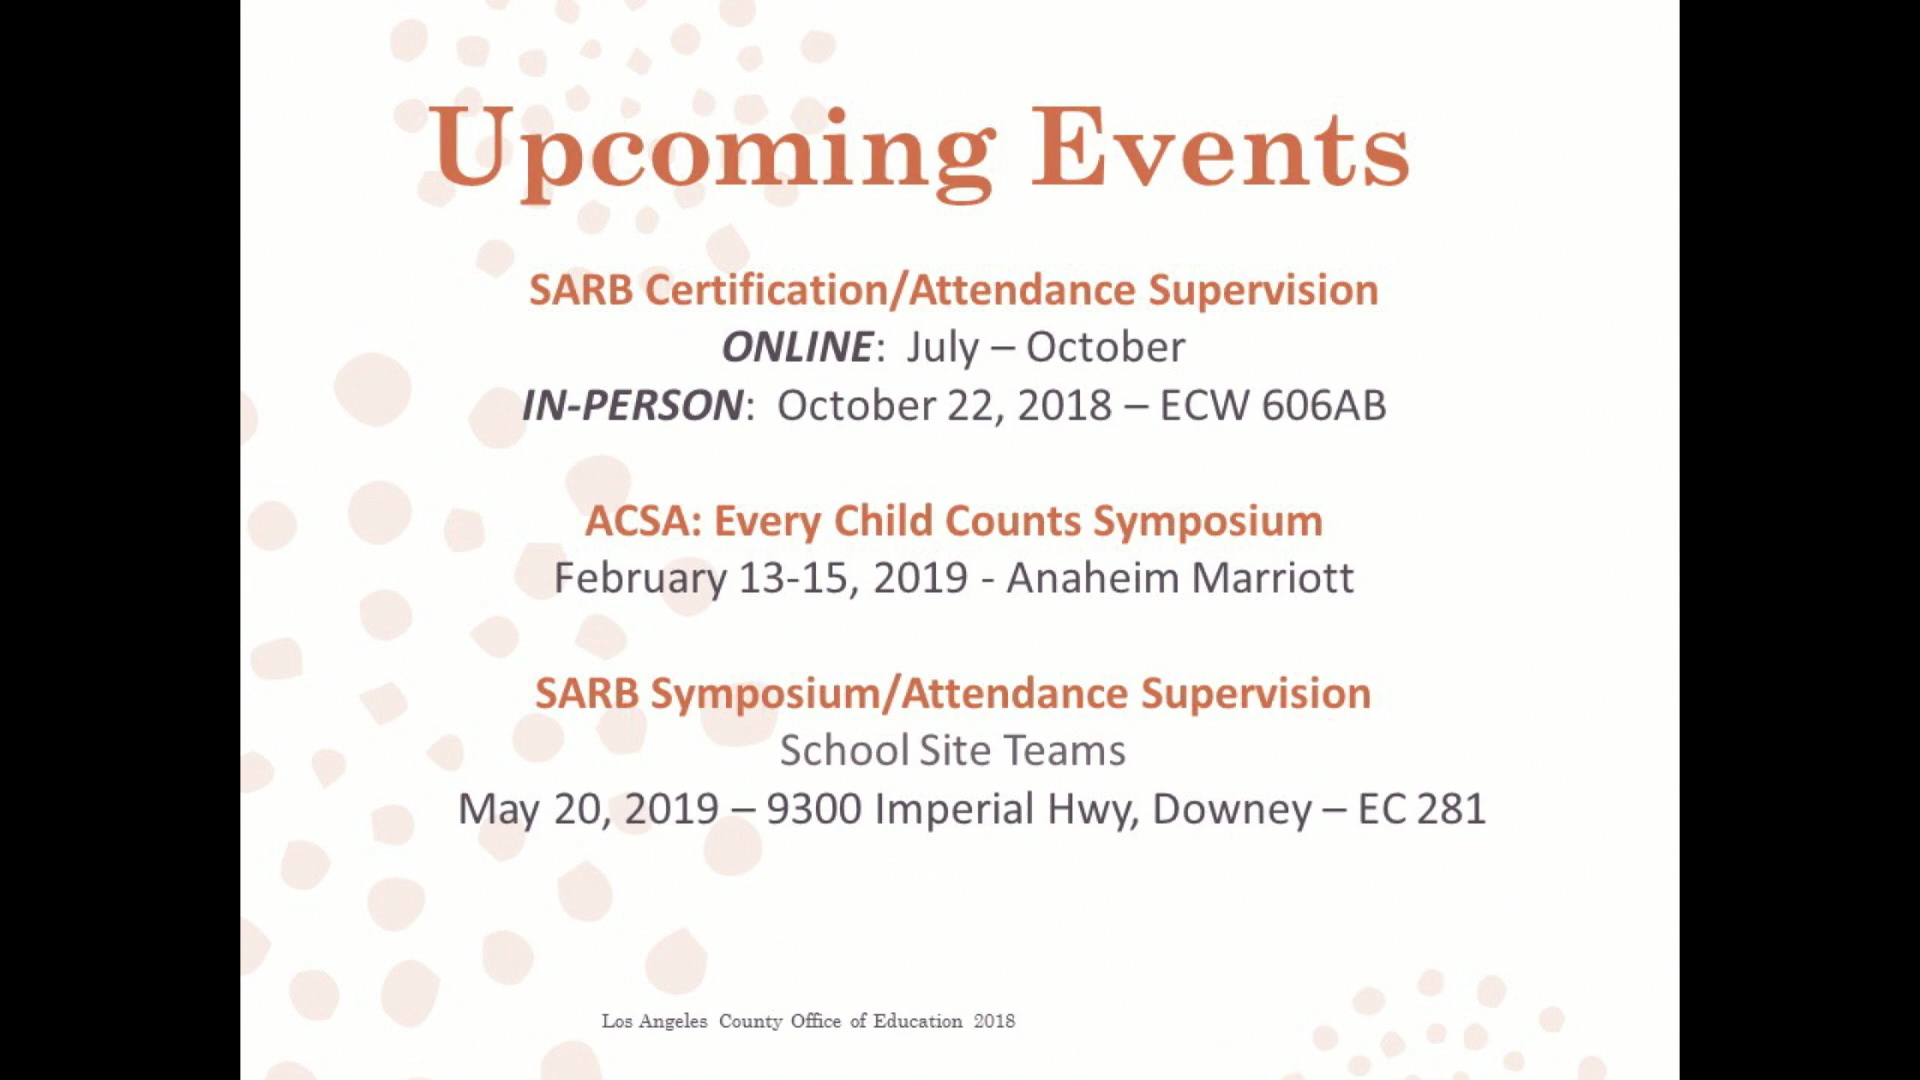 Upcoming Events
SARB Certification/Attendance Supervision
ONLINE: July – October
IN-PERSON: October 22, 2018 – ECW 606AB
ACSA: Every Child Counts Symposium
February 13-15, 2019 - Anaheim Marriott
SARB Symposium/Attendance Supervision
School Site Teams
May 20, 2019 – 9300 Imperial Hwy, Downey – EC 281
Los Angeles County Office of Education 2018